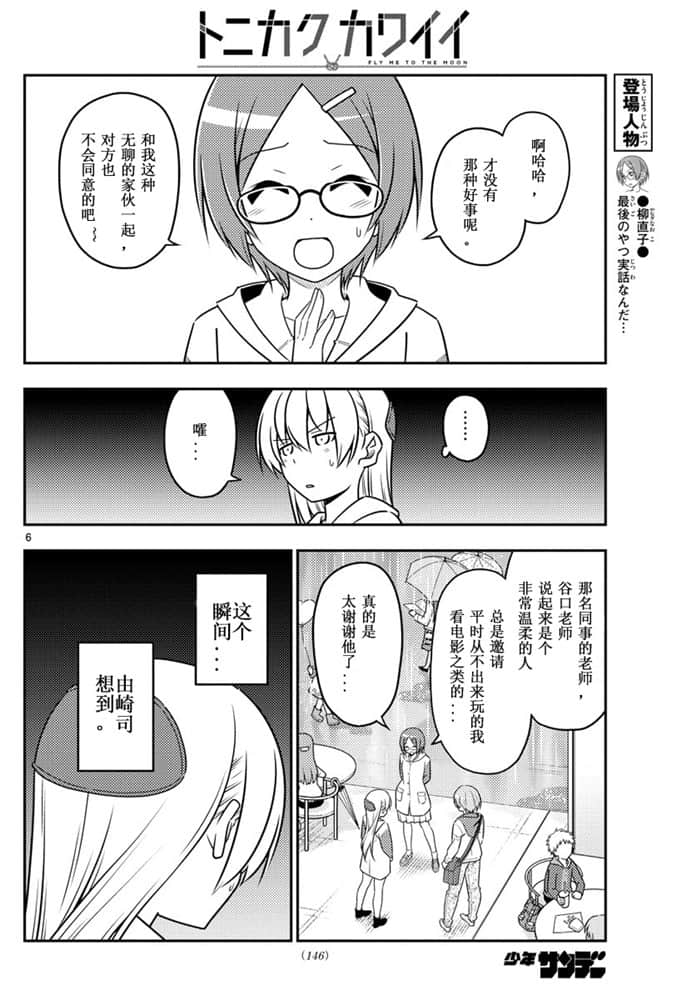 トニカクカワイイ
FLY ME TO THE MOON
登場人物
とうじょうじんぶつ
●柳直子●
最後のやつ実話なんだ…
さいご
じつわ
啊哈哈，
才没有
那种好事呢。
和我这种
无聊的家伙一起，
对方也
不会同意的吧~
……
嚯
...
6
那名同事的老师，
谷口老师
说起来是个
非常温柔的人
总是邀请
平时从不出来玩的我
看电影之类的...
真的是
太谢谢他了...
这个
瞬间...
由崎司
想到。
(146)
少年サンデー